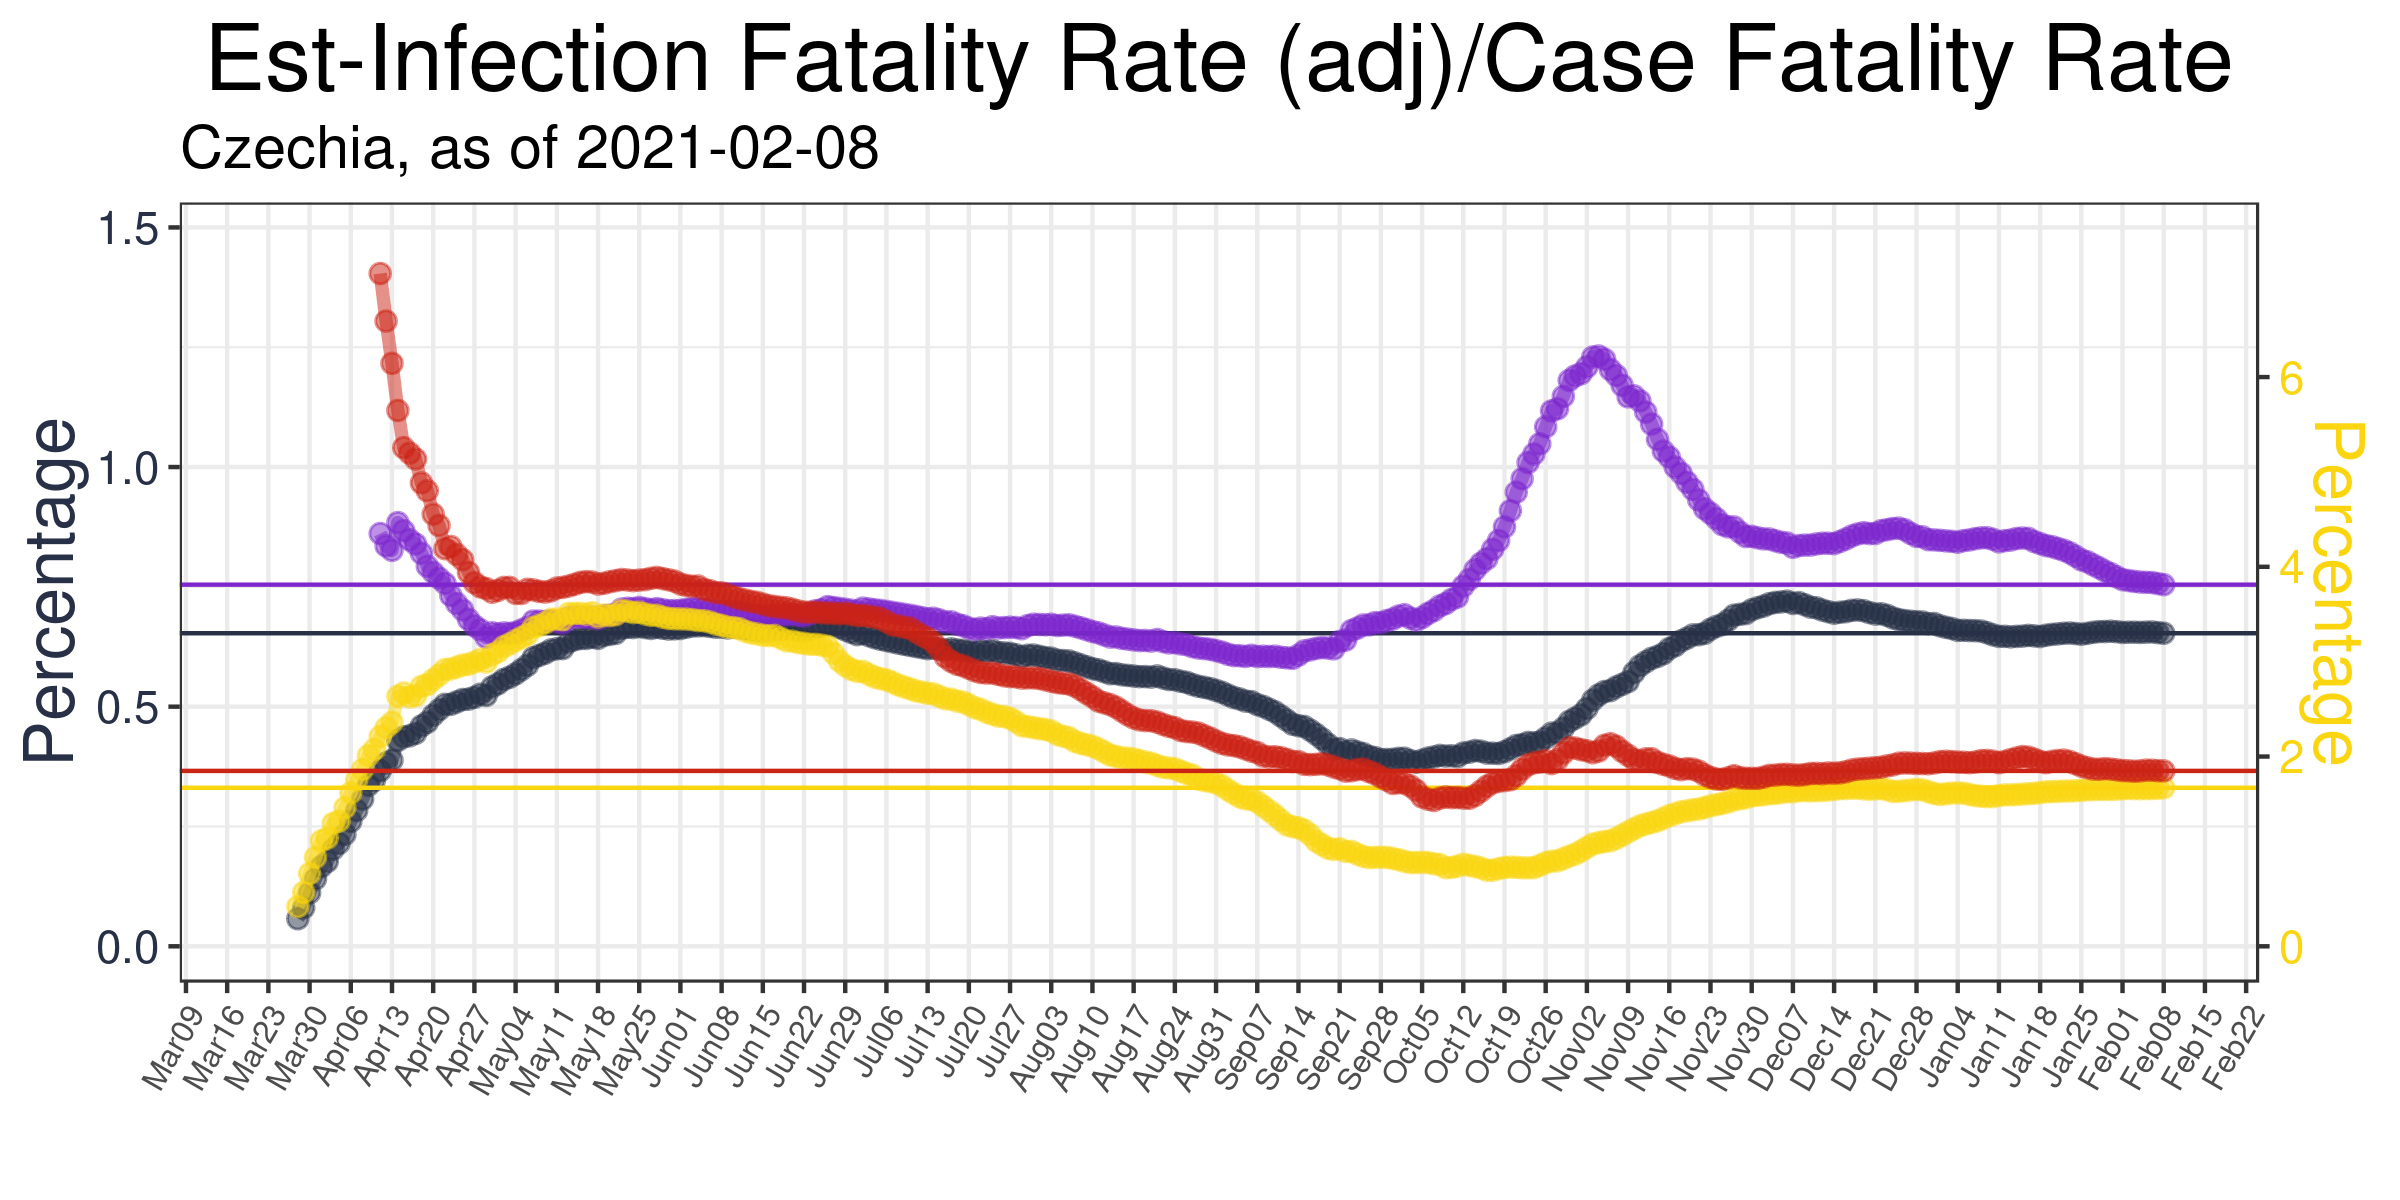 Est-Infection Fatality Rate (adj)/Case Fatality Rate
Czechia, as of 2021-02-08
Percentage
1.5
1.0
0.5
0.0
6
4
2
0
Percentage
Mar09
Mar16
Mar23
Mar30
Apr06
Apr13
Apr20
Apr27
May04
May11
May18
May25
Jun01
Jun08
Jun15
Jun22
Jun29
Jul06
Jul13
Jul20
Jul27
Aug03
Aug10
Aug17
Aug24
Aug31
Sep07
Sep14
Sep21
Sep28
Oct05
Oct12
Oct19
Oct26
Nov02
Nov09
Nov16
Nov23
Nov30
Dec07
Dec14
Dec21
Dec28
Jan04
Jan11
Jan18
Jan25
Feb01
Feb08
Feb15
Feb22